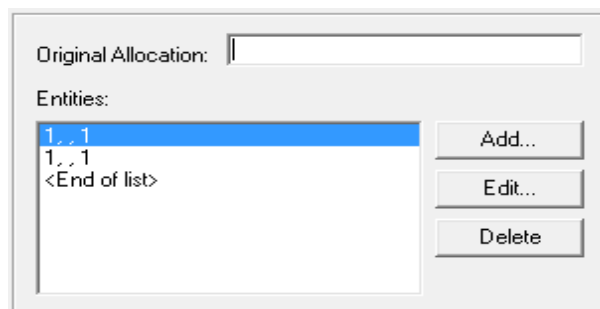 Original Allocation:
Entities:
1, , 1
1, , 1
<End of list>
Add...
Edit...
Delete